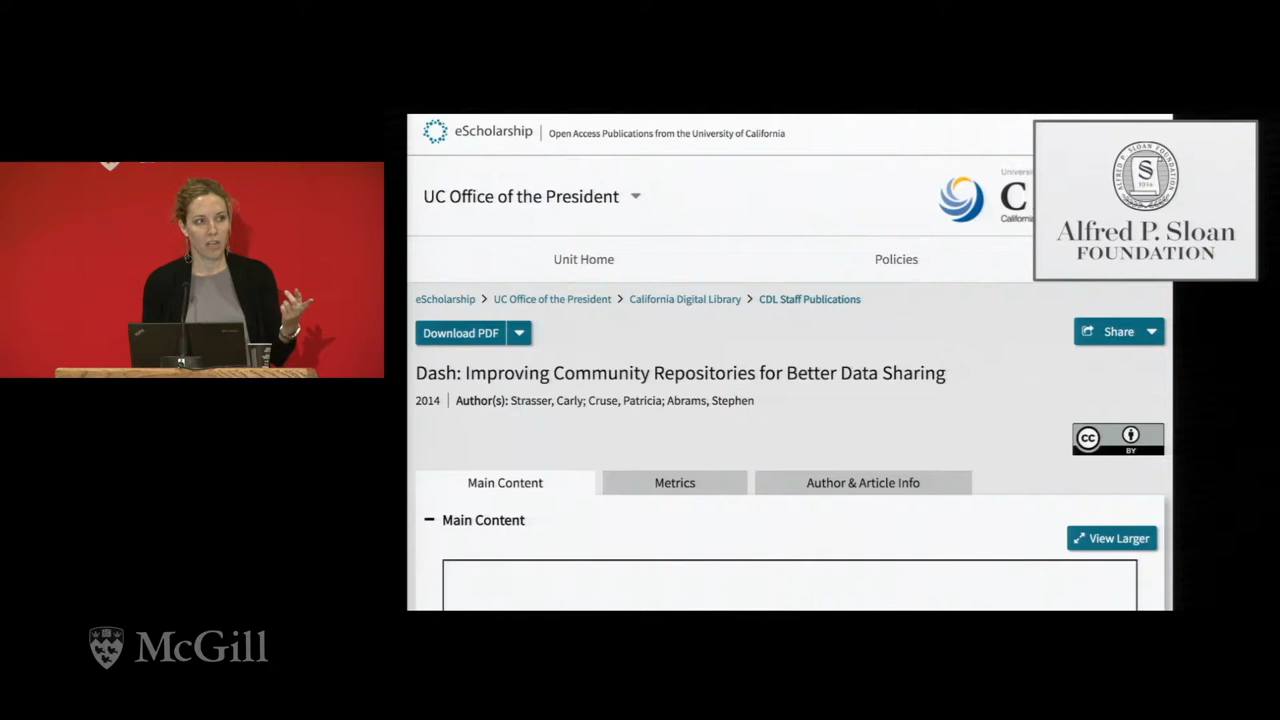 eScholarship
Open Access Publications from the University of California
UC Office of the President
C
Alfred P. Sloan
FOUNDATION
Unit Home
Policies
eScholarship > UC Office of the President > California Digital Library > CDL Staff Publications
Download PDF
Share
Dash: Improving Community Repositories for Better Data Sharing
2014 | Author(s): Strasser, Carly; Cruse, Patricia; Abrams, Stephen
CC
BY
Main Content
Metrics
Author & Article Info
Main Content
View Larger
McGill